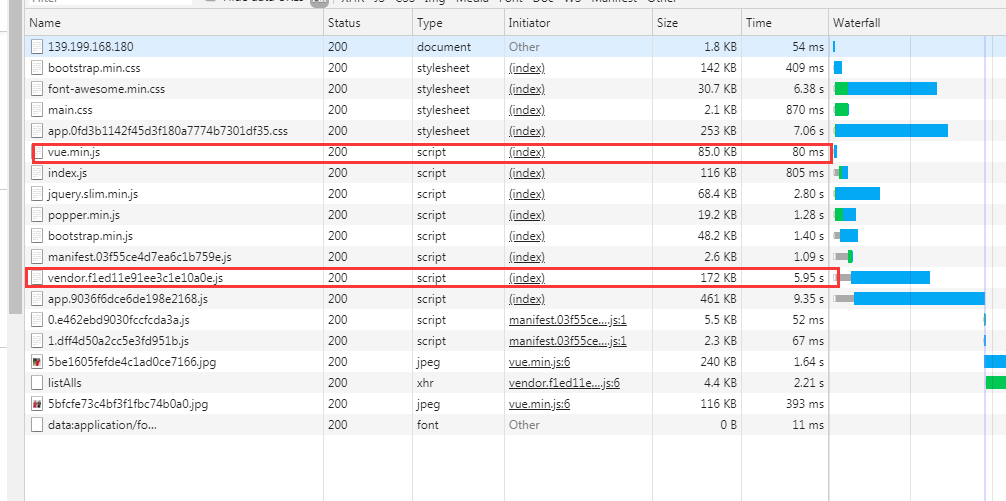 Name Status Type Initiator Size Time Waterfall
139.199.168.180 200 document Other 1.8 KB 54 ms
bootstrap.min.css 200 stylesheet (index) 142 KB 409 ms
font-awesome.min.css 200 stylesheet (index) 30.7 KB 6.38 s
main.css 200 stylesheet (index) 2.1 KB 870 ms
app.0fd3b1142f45d3f180a7774b7301df35.css 200 stylesheet (index) 253 KB 7.06 s
vue.min.js 200 script (index) 85.0 KB 80 ms
index.js 200 script (index) 116 KB 805 ms
jquery.slim.min.js 200 script (index) 68.4 KB 2.80 s
popper.min.js 200 script (index) 19.2 KB 1.28 s
bootstrap.min.js 200 script (index) 48.2 KB 1.40 s
manifest.03f55ce4d7ea6c1b759e.js 200 script (index) 2.6 KB 1.09 s
vendor.f1ed11e91ee3c1e10a0e.js 200 script (index) 172 KB 5.95 s
app.9036f6dce6de198e2168.js 200 script (index) 461 KB 9.35 s
0.e462ebd9030fccfcda3a.js 200 script manifest.03f55ce....js:1 5.5 KB 52 ms
1.dff4d50a2cc5e3fd951b.js 200 script manifest.03f55ce....js:1 2.3 KB 67 ms
5be1605fefde4c1ad0ce7166.jpg 200 jpeg vue.min.js:6 240 KB 1.64 s
listAlls 200 xhr vendor.f1ed11e....js:6 4.4 KB 2.21 s
5bfcfe73c4bf3f1fbc74b0a0.jpg 200 jpeg vue.min.js:6 116 KB 393 ms
data:application/fo... 200 font Other 0 B 11 ms